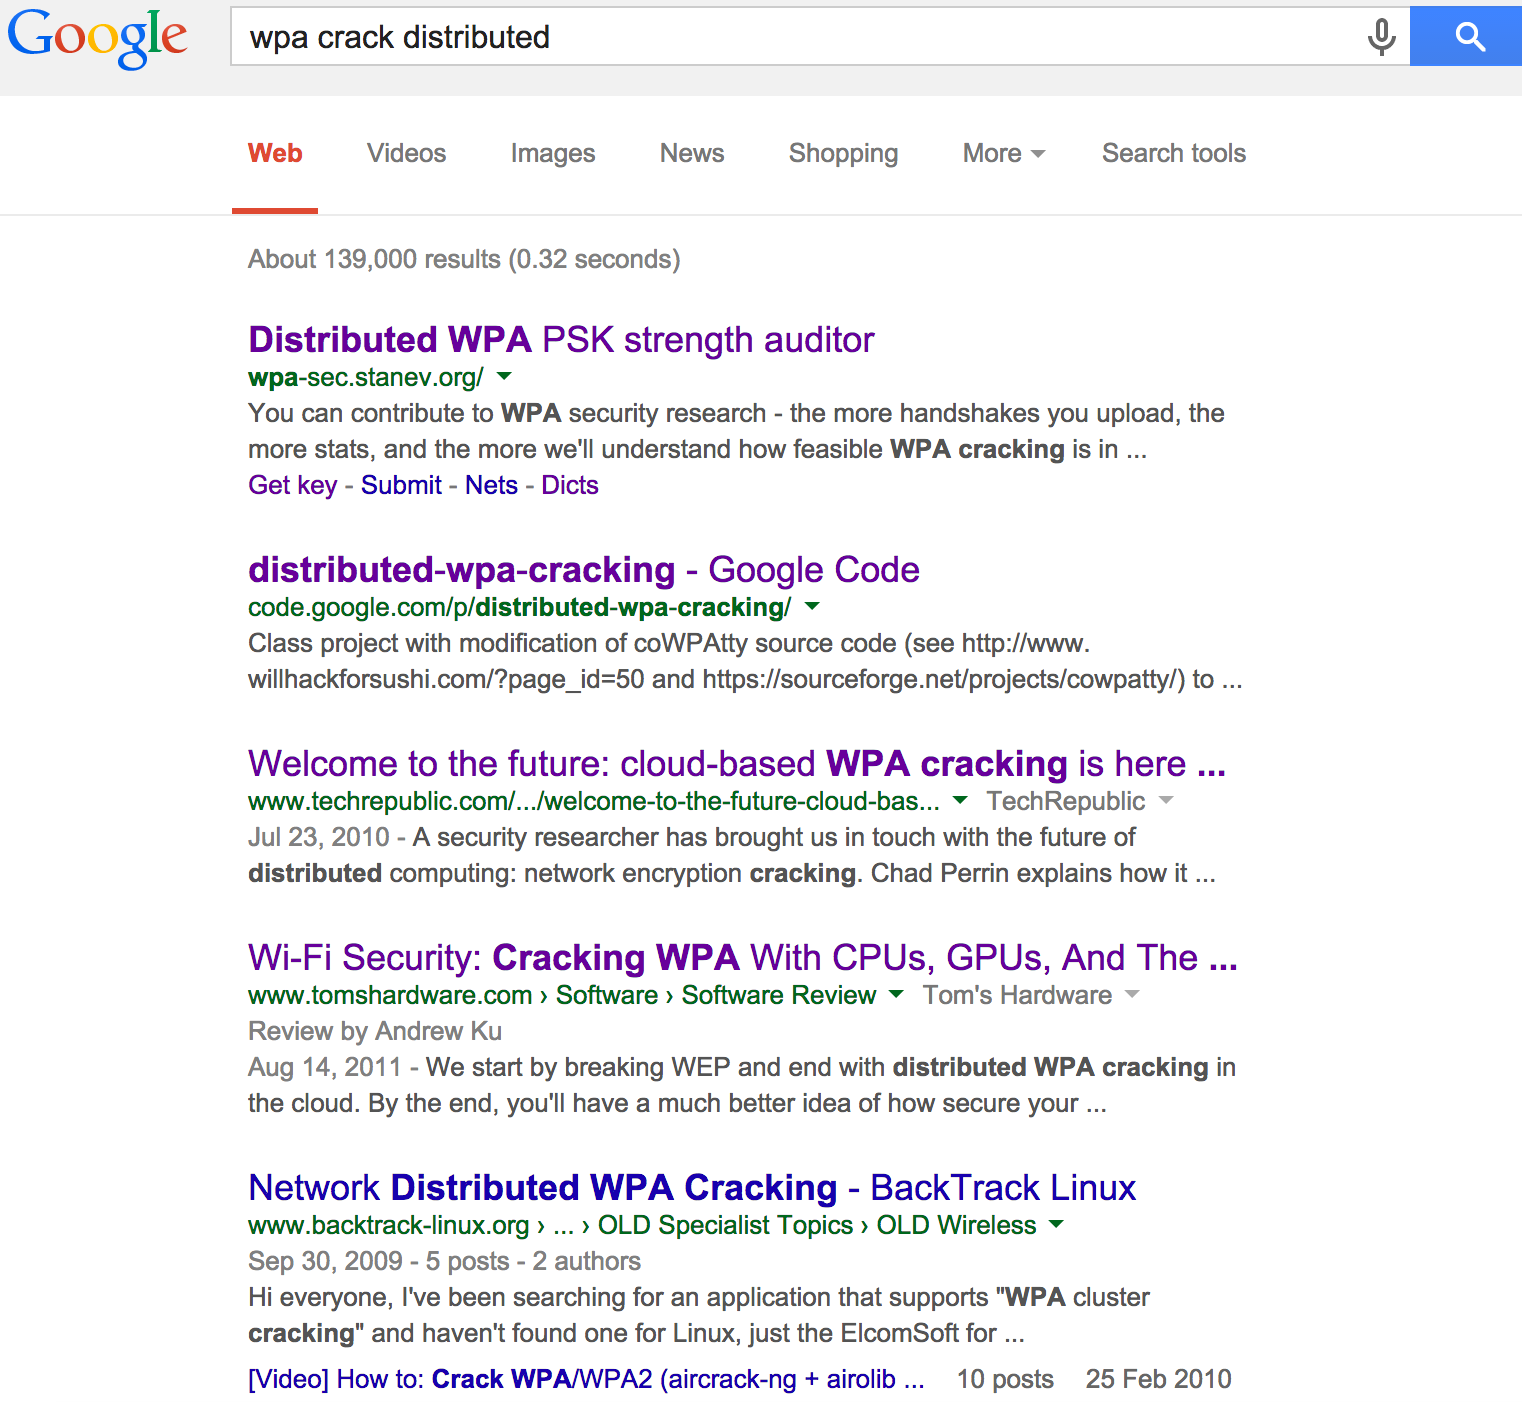 Google
wpa crack distributed
Web Videos Images News Shopping More Search tools
About 139,000 results (0.32 seconds)
Distributed WPA PSK strength auditor
wpa-sec.stanev.org/
You can contribute to WPA security research - the more handshakes you upload, the
more stats, and the more we'll understand how feasible WPA cracking is in ...
Get key - Submit - Nets - Dicts
distributed-wpa-cracking - Google Code
code.google.com/p/distributed-wpa-cracking/
Class project with modification of coWPAtty source code (see http://www.
willhackforsushi.com/?page_id=50 and https://sourceforge.net/projects/cowpatty/) to ...
Welcome to the future: cloud-based WPA cracking is here ...
www.techrepublic.com/.../welcome-to-the-future-cloud-bas... TechRepublic
Jul 23, 2010 - A security researcher has brought us in touch with the future of
distributed computing: network encryption cracking. Chad Perrin explains how it ...
Wi-Fi Security: Cracking WPA With CPUs, GPUs, And The ...
www.tomshardware.com › Software › Software Review Tom's Hardware
Review by Andrew Ku
Aug 14, 2011 - We start by breaking WEP and end with distributed WPA cracking in
the cloud. By the end, you'll have a much better idea of how secure your ...
Network Distributed WPA Cracking - BackTrack Linux
www.backtrack-linux.org › ... › OLD Specialist Topics › OLD Wireless
Sep 30, 2009 - 5 posts - 2 authors
Hi everyone, I've been searching for an application that supports "WPA cluster
cracking" and haven't found one for Linux, just the ElcomSoft for ...
[Video] How to: Crack WPA/WPA2 (aircrack-ng + airolib ... 10 posts 25 Feb 2010